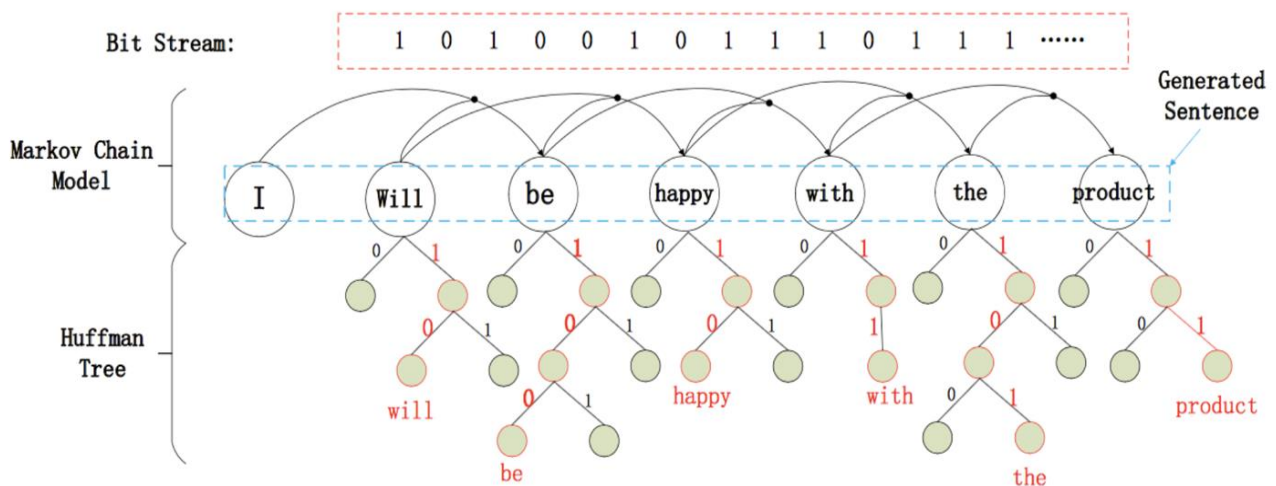 Bit Stream: 1 0 1 0 0 1 0 1 1 1 0 1 1 1 ······
Generated
Sentence
Markov Chain
Model
I Will be happy with the product
0 1 0 1 0 1 0 1 0 1 0 1
0 1 0 1 0 1 1 0 1 0 1
will happy with product
0 1 0 1
be the
Huffman
Tree